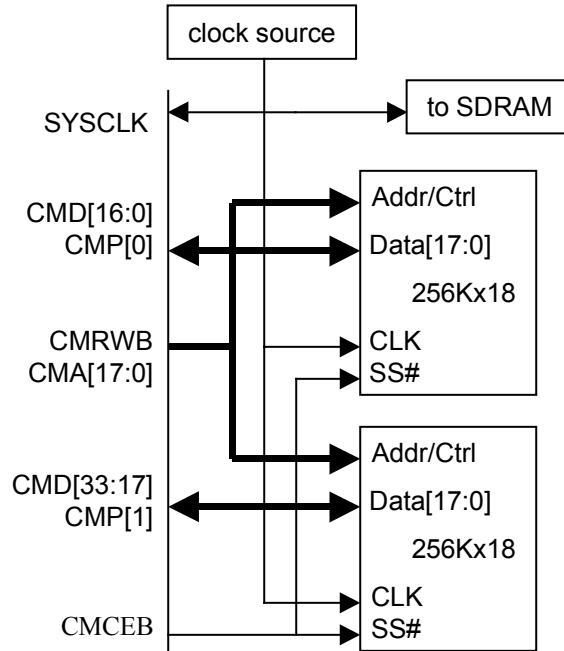 clock source
SYSCLK
to SDRAM
CMD[16:0]
CMP[0]
Addr/Ctrl
Data[17:0]
256Kx18
CMRWB
CMA[17:0]
CLK
SS#
CMD[33:17]
CMP[1]
Addr/Ctrl
Data[17:0]
256Kx18
CLK
CMCEB
SS#